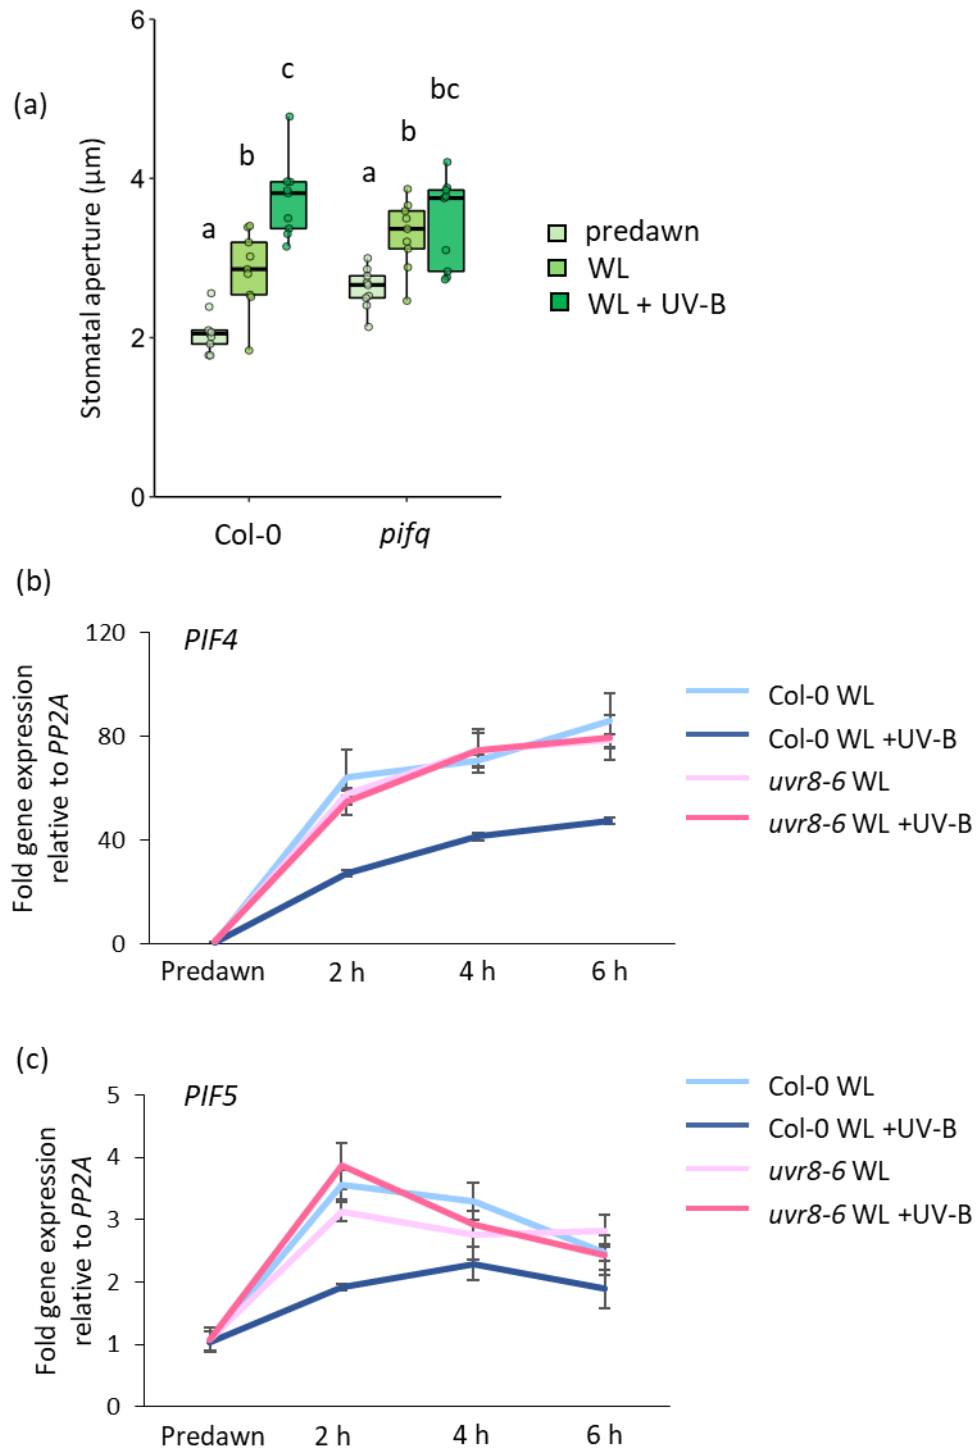 (a)
Stomatal aperture (μm)
6
4
2
0
a
b
c
a
b
bc
predawn
WL
WL + UV-B
Col-0
pifq
(b)
Fold gene expression
relative to PP2A
PIF4
120
80
40
0
Predawn
2 h
4 h
6 h
Col-0 WL
Col-0 WL +UV-B
uvr8-6 WL
uvr8-6 WL +UV-B
(c)
Fold gene expression
relative to PP2A
PIF5
5
4
3
2
1
0
Predawn
2 h
4 h
6 h
Col-0 WL
Col-0 WL +UV-B
uvr8-6 WL
uvr8-6 WL +UV-B